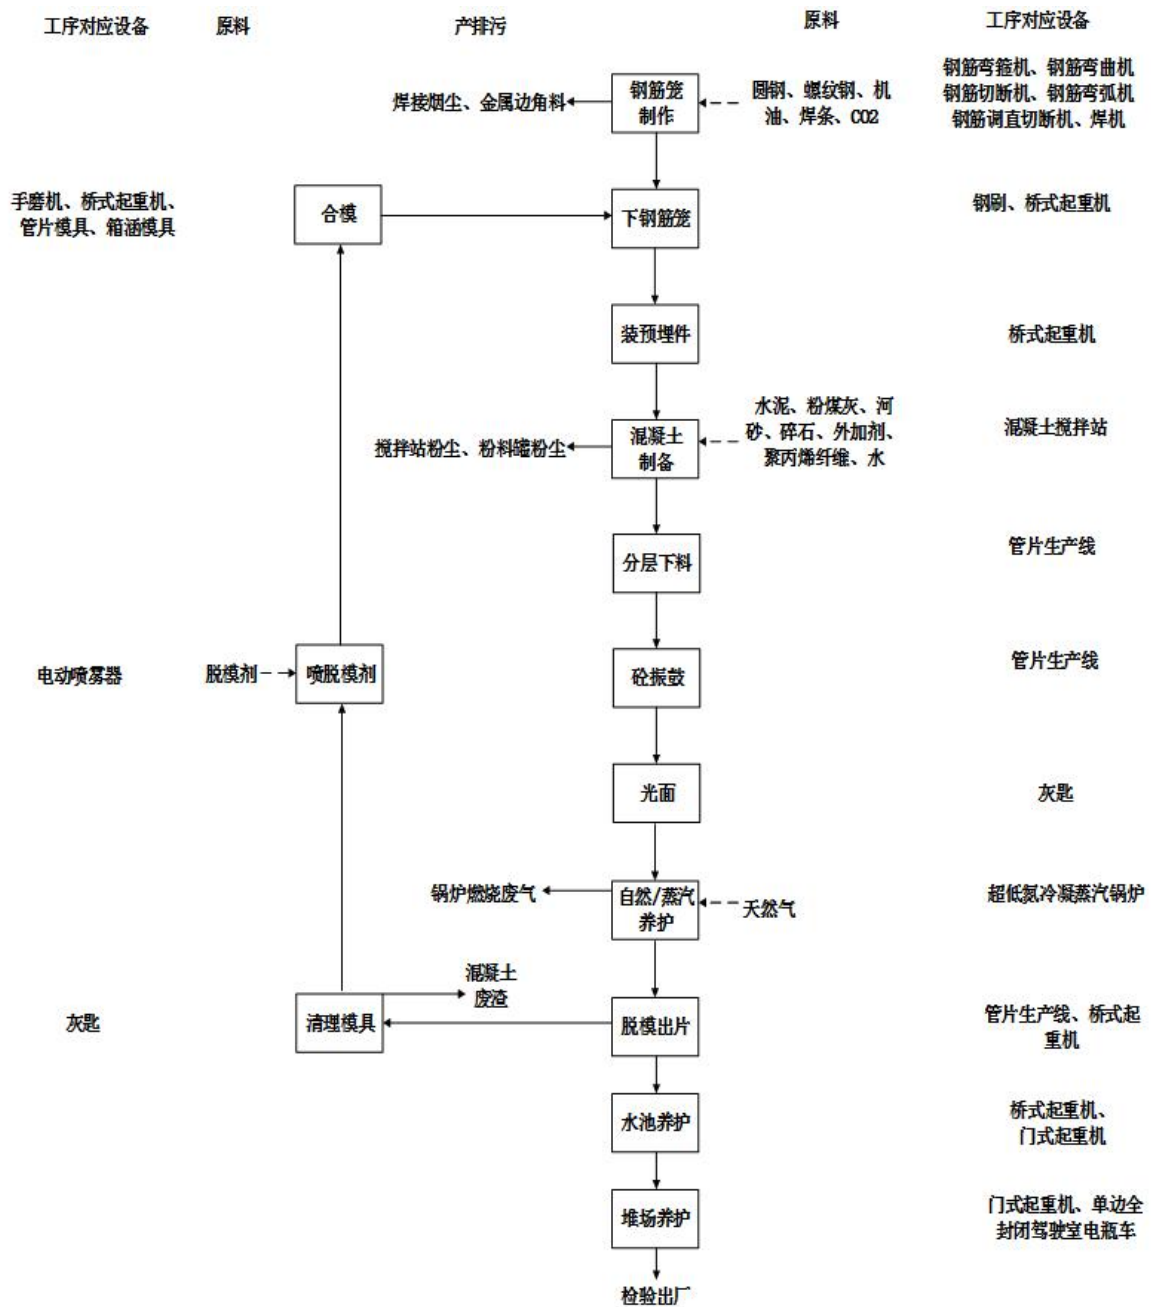 工序对应设备
原料
产排污
原料
工序对应设备
焊接烟尘、金属边角料
钢筋笼
制作
圆钢、螺纹钢、机
油、焊条、CO2
钢筋弯箍机、钢筋弯曲机
钢筋切断机、钢筋弯弧机
钢筋调直切断机、焊机
手磨机、桥式起重机、
管片模具、箱涵模具
合模
下钢筋笼
钢刷、桥式起重机
装预埋件
桥式起重机
搅拌站粉尘、粉料罐粉尘
混凝土
制备
水泥、粉煤灰、河
砂、碎石、外加剂、
聚丙烯纤维、水
混凝土搅拌站
分层下料
管片生产线
电动喷雾器
脱模剂
喷脱模剂
砼振鼓
管片生产线
光面
灰匙
锅炉燃烧废气
自然/蒸汽
养护
天然气
超低氮冷凝蒸汽锅炉
灰匙
清理模具
混凝土
废渣
脱模出片
管片生产线、桥式起
重机
水池养护
桥式起重机、
门式起重机
堆场养护
门式起重机、单边全
封闭驾驶室电瓶车
检验出厂